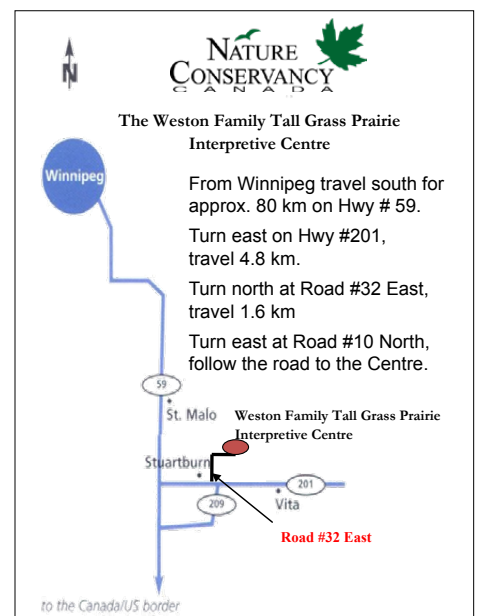 N
NATURE
CONSERVANCY
CANADA
The Weston Family Tall Grass Prairie
Interpretive Centre
Winnipeg
From Winnipeg travel south for
approx. 80 km on Hwy # 59.
Turn east on Hwy #201,
travel 4.8 km.
Turn north at Road #32 East,
travel 1.6 km
Turn east at Road #10 North,
follow the road to the Centre.
59
St. Malo
Weston Family Tall Grass Prairie
Interpretive Centre
Stuartburn
201
209
Vita
Road #32 East
to the Canada/US border